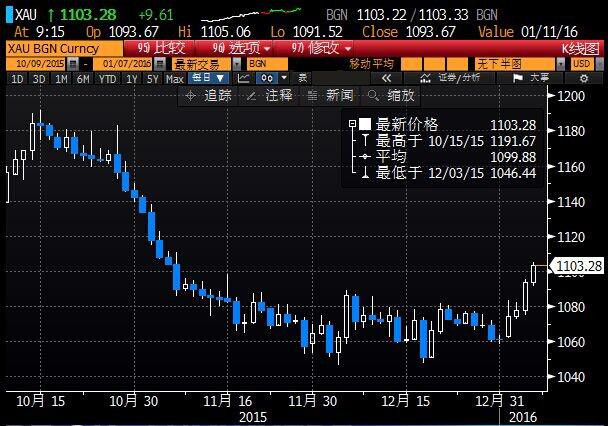 XAU ↑ 1103.28 +9.61 BGN 1103.22 / 1103.33 BGN
At 9:15 Op 1093.67 Hi 1105.06 Lo 1091.52 Close 1093.67 Value 01/11/16
XAU BGN Curncy 95) 比较 96) 选项 97) 修改 K线图
10/09/2015 - 01/07/2016 最新交易 BGN 移动平均 无下半图 USD
1D 3D 1M 6M YTD 1Y 5Y Max 每日▼ 表 << 证券/分析 大事
追踪 注释 新闻 缩放
最新价格 1103.28
最高于 10/15/15 1191.67
平均 1099.88
最低于 12/03/15 1046.44
1200
1180
1160
1140
1120
1103.28
1080
1060
1040
10月 15 10月 30 11月 16 11月 30 12月 15 12月 31
2015 2016